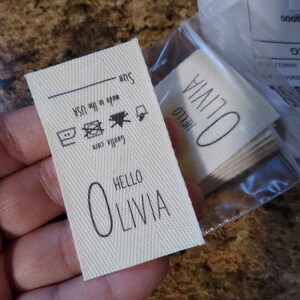 Size
made in the USA
Gentle care
HELLO
OLIVIA
HELLO
OLIVIA